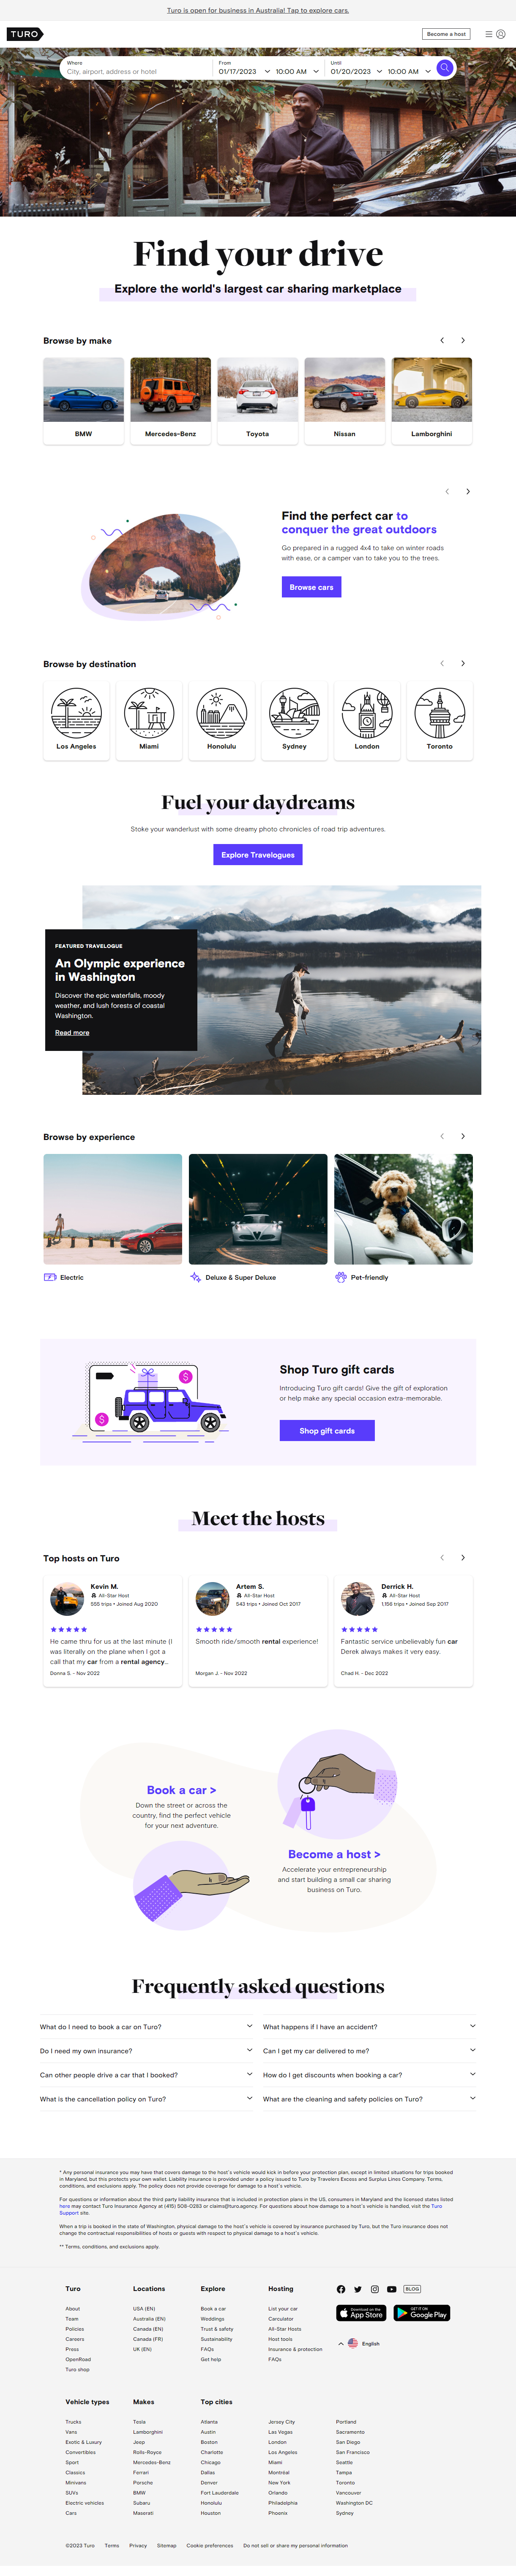 Turo is open for business in Australia! Tap to explore cars.
TURO
Become a host
Where
City, airport, address or hotel
From
01/17/2023
10:00 AM
Until
01/20/2023
10:00 AM
Find your drive
Explore the world's largest car sharing marketplace
Browse by make
BMW
Mercedes-Benz
Toyota
Nissan
Lamborghini
Find the perfect car to
conquer the great outdoors
Go prepared in a rugged 4x4 to take on winter roads
with ease, or a camper van to take you to the trees.
Browse cars
Browse by destination
Los Angeles
Miami
Honolulu
Sydney
London
Toronto
Fuel your daydreams
Stoke your wanderlust with some dreamy photo chronicles of road trip adventures.
Explore Travelogues
FEATURED TRAVELOGUE
An Olympic experience
in Washington
Discover the epic waterfalls, moody
weather, and lush forests of coastal
Washington.
Read more
Browse by experience
Electric
Deluxe & Super Deluxe
Pet-friendly
Shop Turo gift cards
Introducing Turo gift cards! Give the gift of exploration
or help make any special occasion extra-memorable.
Shop gift cards
Meet the hosts
Top hosts on Turo
Kevin M.
All-Star Host
555 trips • Joined Aug 2020
He came thru for us at the last minute (I
was literally on the plane when I got a
call that my car from a rental agency...
Donna S. - Nov 2022
Artem S.
All-Star Host
543 trips • Joined Oct 2017
Smooth ride/smooth rental experience!
Morgan J. - Nov 2022
Derrick H.
All-Star Host
1,156 trips • Joined Sep 2017
Fantastic service unbelievably fun car
Derek always makes it very easy.
Chad H. - Dec 2022
Book a car >
Down the street or across the
country, find the perfect vehicle
for your next adventure.
Become a host >
Accelerate your entrepreneurship
and start building a small car sharing
business on Turo.
Frequently asked questions
What do I need to book a car on Turo?
What happens if I have an accident?
Do I need my own insurance?
Can I get my car delivered to me?
Can other people drive a car that I booked?
How do I get discounts when booking a car?
What is the cancellation policy on Turo?
What are the cleaning and safety policies on Turo?
* Any personal insurance you may have that covers damage to the host's vehicle would kick in before your protection plan, except in limited situations for trips booked
in Maryland, but this protects your own wallet. Liability insurance is provided under a policy issued to Turo by Travelers Excess and Surplus Lines Company. Terms,
conditions, and exclusions apply. The policy does not provide coverage for damage to a host's vehicle.
For questions or information about the third party liability insurance that is included in protection plans in the US, consumers in Maryland and the licensed states listed
here may contact Turo Insurance Agency at (415) 508-0283 or claims@turo.agency. For questions about how damage to a host's vehicle is handled, visit the Turo
Support site.
When a trip is booked in the state of Washington, physical damage to the host's vehicle is covered by insurance purchased by Turo, but the Turo insurance does not
change the contractual responsibilities of hosts or guests with respect to physical damage to a host's vehicle.
** Terms, conditions, and exclusions apply.
Turo
About
Team
Policies
Careers
Press
OpenRoad
Turo shop
Locations
USA (EN)
Australia (EN)
Canada (EN)
Canada (FR)
UK (EN)
Explore
Book a car
Weddings
Trust & safety
Sustainability
FAQs
Get help
Hosting
List your car
Carculator
All-Star Hosts
Host tools
Insurance & protection
FAQs
BLOG
Download on the
App Store
GET IT ON
Google Play
English
Vehicle types
Trucks
Vans
Exotic & Luxury
Convertibles
Sport
Classics
Minivans
SUVs
Electric vehicles
Cars
Makes
Tesla
Lamborghini
Jeep
Rolls-Royce
Mercedes-Benz
Ferrari
Porsche
BMW
Subaru
Maserati
Top cities
Atlanta
Austin
Boston
Charlotte
Chicago
Dallas
Denver
Fort Lauderdale
Honolulu
Houston
Jersey City
Las Vegas
London
Los Angeles
Miami
Montréal
New York
Orlando
Philadelphia
Phoenix
Portland
Sacramento
San Diego
San Francisco
Seattle
Tampa
Toronto
Vancouver
Washington DC
Sydney
©2023 Turo
Terms
Privacy
Sitemap
Cookie preferences
Do not sell or share my personal information